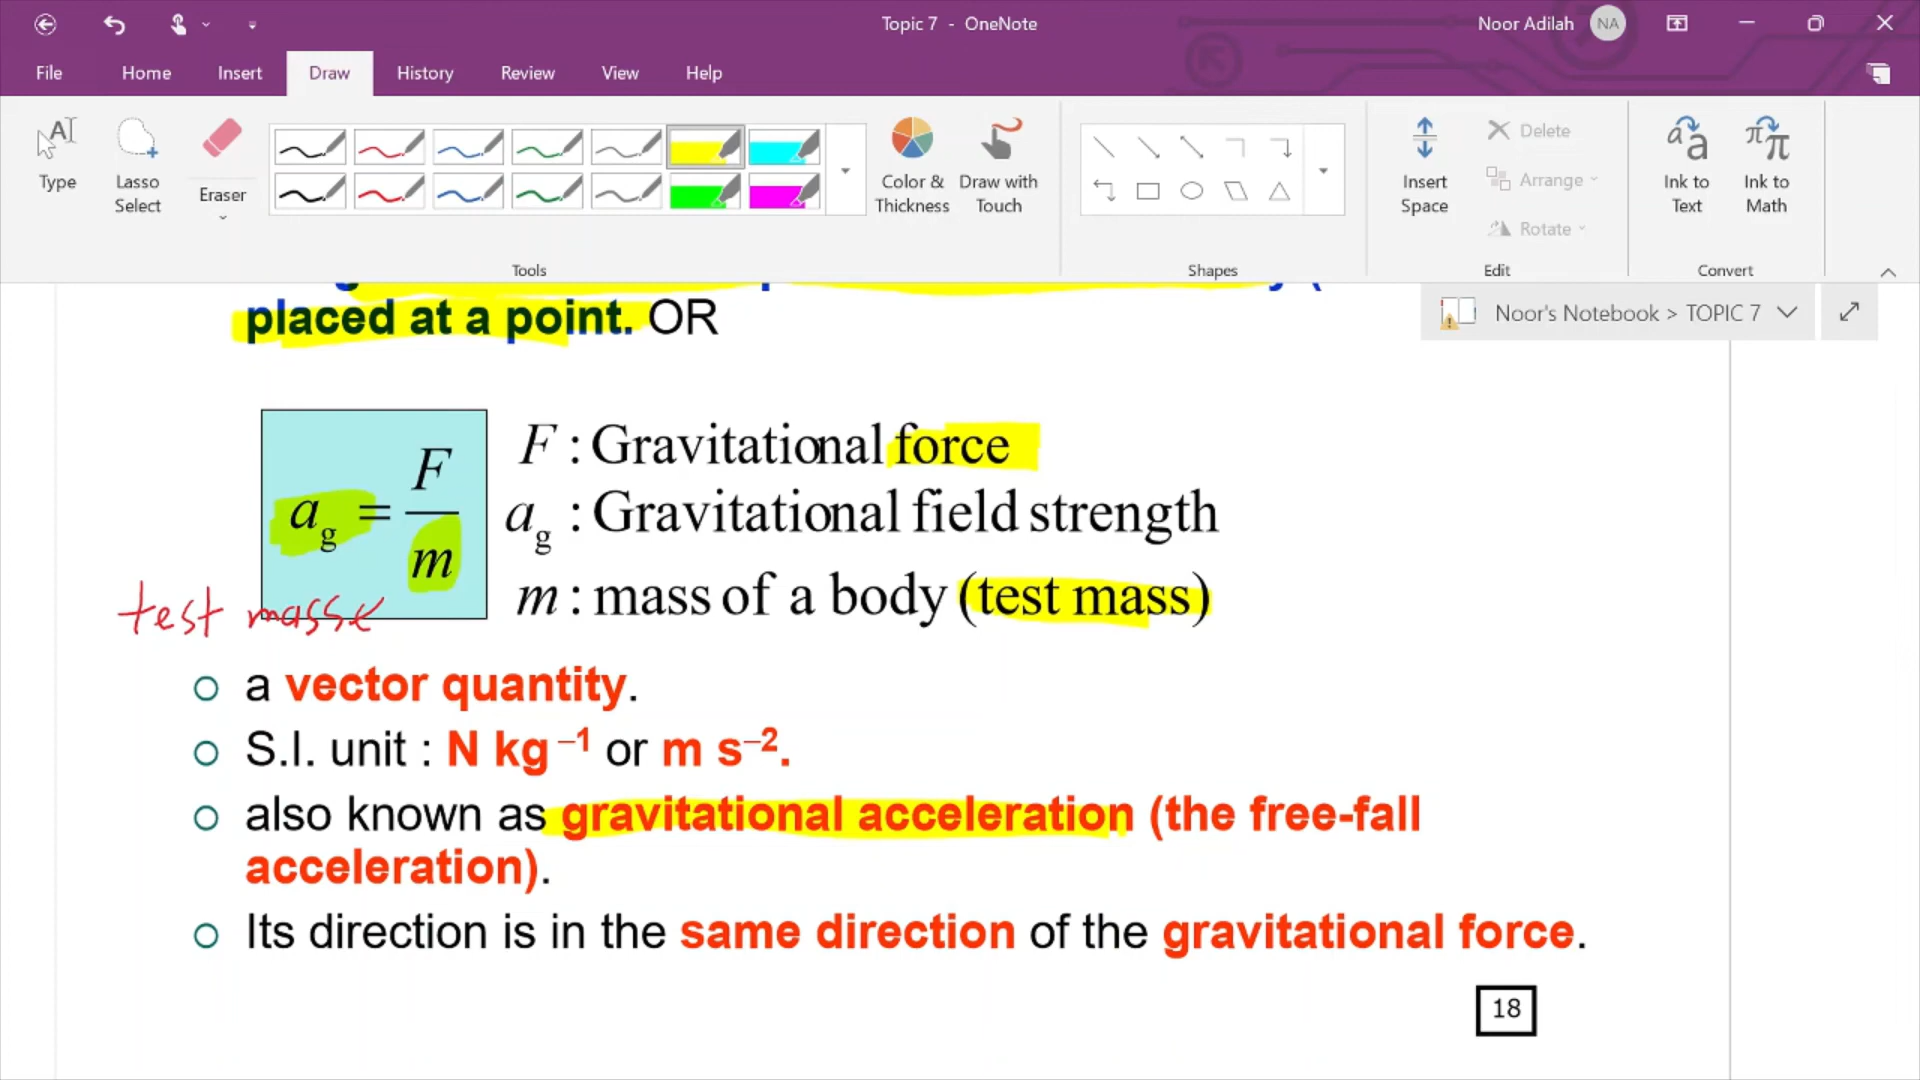 Topic 7 - OneNote
Noor Adilah NA
File Home Insert Draw History Review View Help
Type
Lasso Select
Eraser
Color & Thickness
Draw with Touch
Insert Space
Delete
Arrange
Rotate
Ink to Text
Ink to Math
Tools Shapes Edit Convert
Noor's Notebook > TOPIC 7
placed at a point. OR
a_g = F/m
F : Gravitational force
a_g : Gravitational field strength
m : mass of a body (test mass)
test mass
a vector quantity.
S.I. unit : N kg⁻¹ or m s⁻².
also known as gravitational acceleration (the free-fall
acceleration).
Its direction is in the same direction of the gravitational force.
18